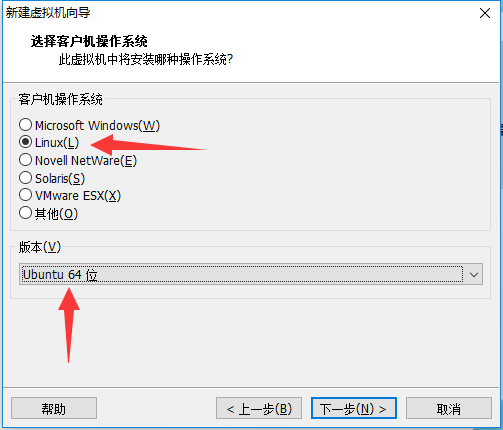 新建虚拟机向导
选择客户机操作系统
此虚拟机中将安装哪种操作系统?
客户机操作系统
Microsoft Windows(W)
Linux(L)
Novell NetWare(E)
Solaris(S)
VMware ESX(X)
其他(O)
版本(V)
Ubuntu 64 位
帮助
< 上一步(B)
下一步(N) >
取消